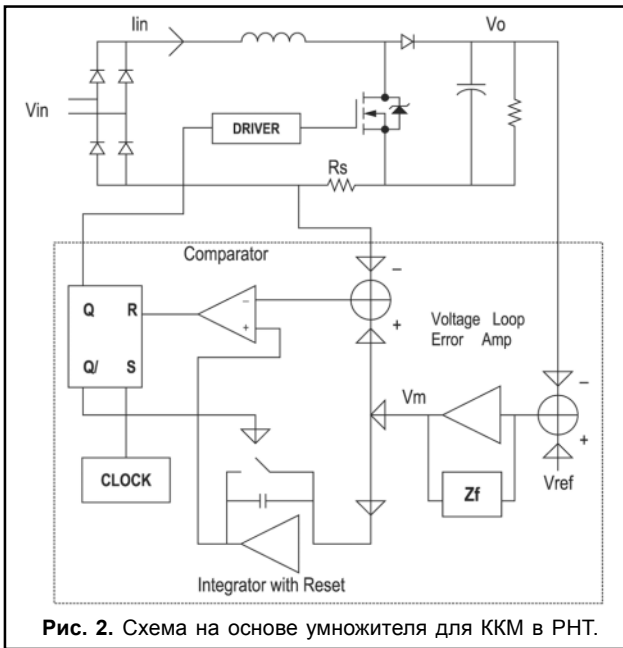 Iin
Vo
Vin
DRIVER
Rs
Comparator
−
+
Q R
Q/ S
−
+
Voltage Loop
Error Amp
Vm
−
+
Vref
CLOCK
Zf
Integrator with Reset
Рис. 2. Схема на основе умножителя для ККМ в РНТ.